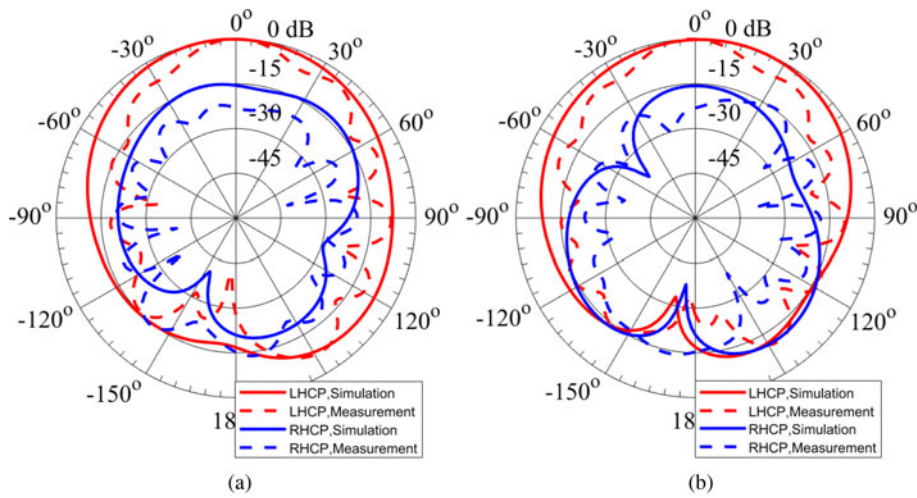 0° 0 dB
-30° 30°
-15
-60° -30 60°
-45
-90° 90°
-120° 120°
-150°
18
LHCP,Simulation
LHCP,Measurement
RHCP,Simulation
RHCP,Measurement
(a)
0° 0 dB
-30° 30°
-15
-60° -30 60°
-45
-90° 90°
-120° 120°
-150°
18
LHCP,Simulation
LHCP,Measurement
RHCP,Simulation
RHCP,Measurement
(b)